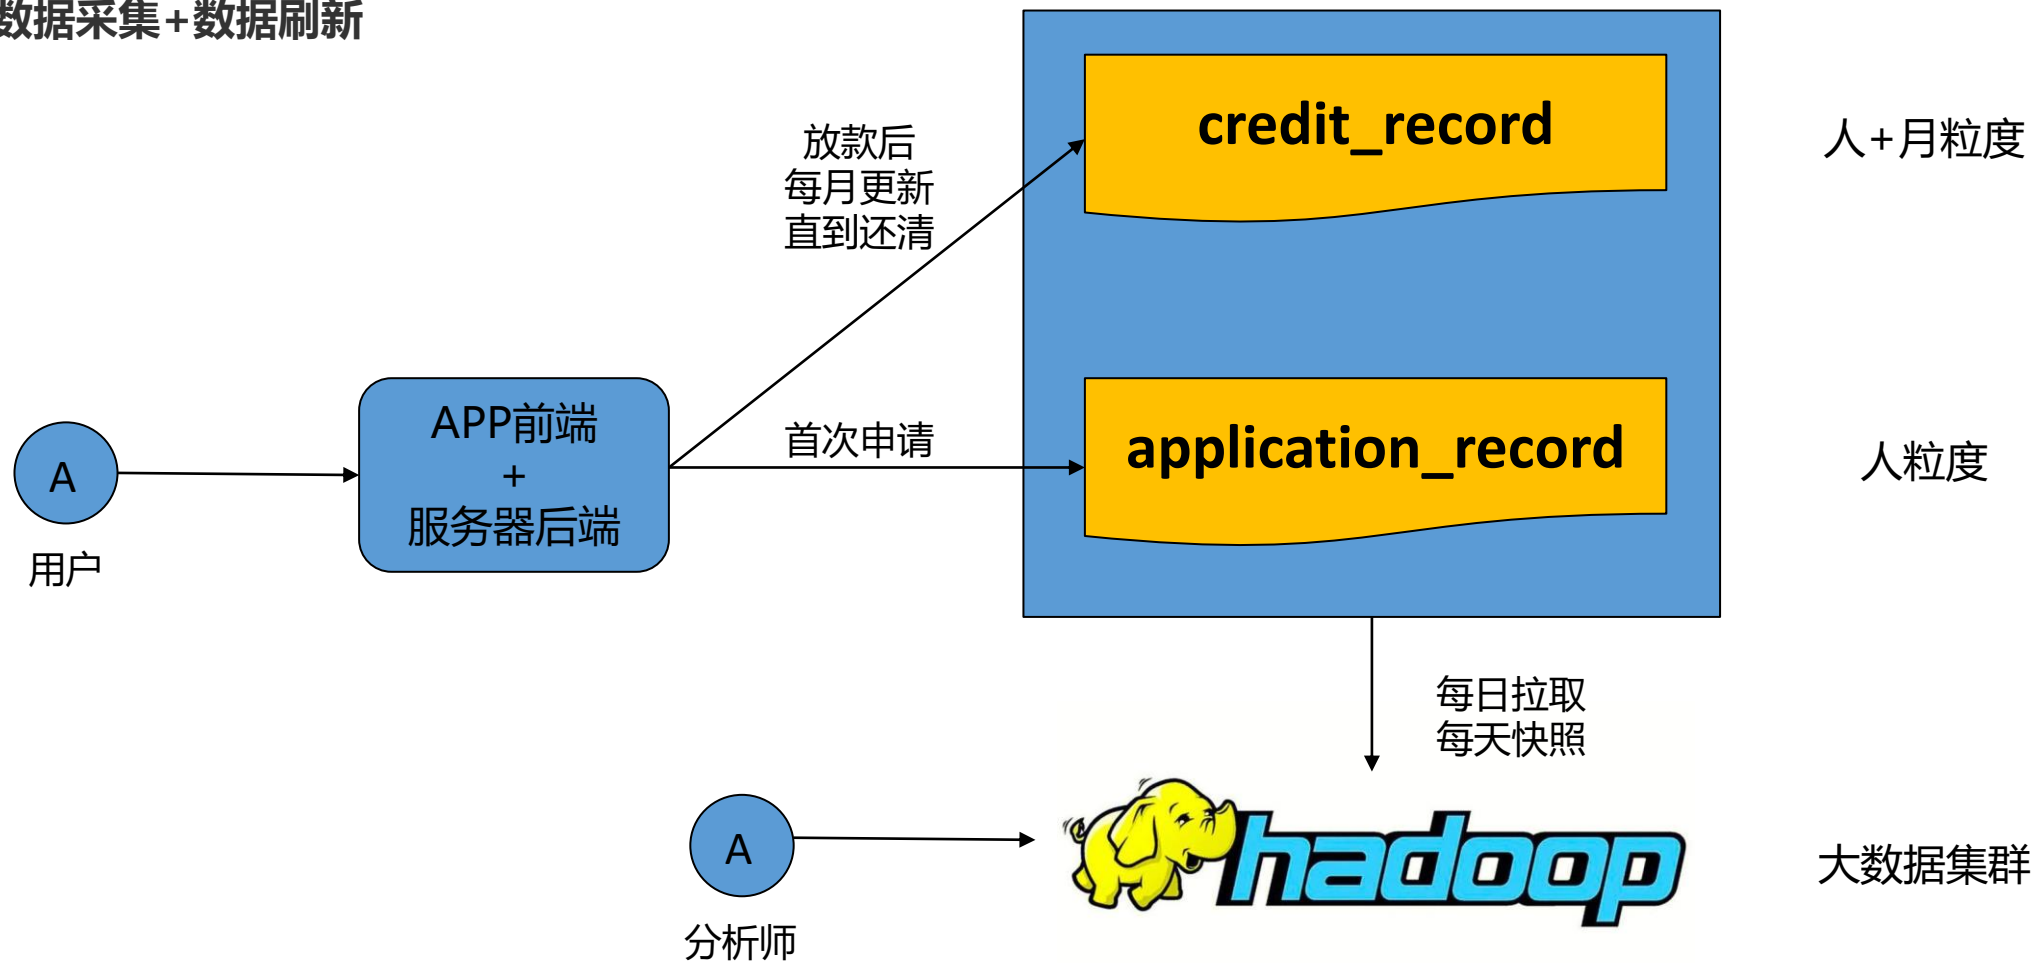 数据采集+数据刷新
credit_record
人+月粒度
放款后
每月更新
直到还清
APP前端
+
服务器后端
首次申请
application_record
人粒度
A
用户
每日拉取
每天快照
A
分析师
hadoop
大数据集群